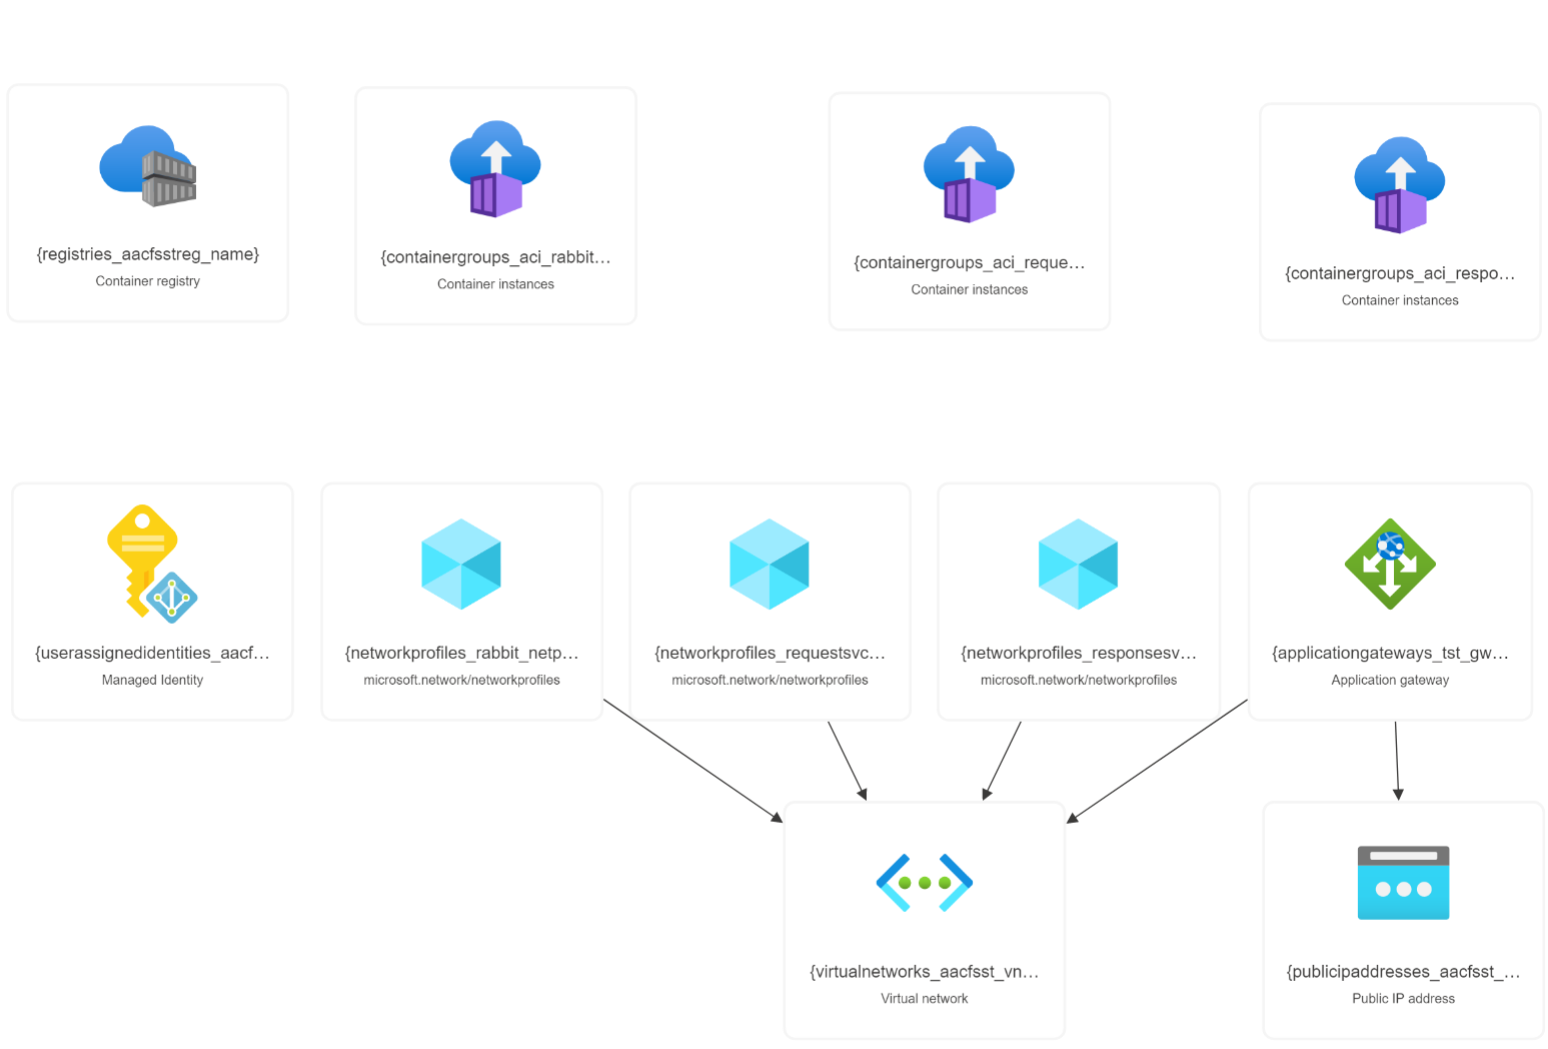 {registries_aacfsstreg_name}
Container registry
{containergroups_aci_rabbit...
Container instances
{containergroups_aci_reque...
Container instances
{containergroups_aci_respo...
Container instances
{userassignedidentities_aacf...
Managed Identity
{networkprofiles_rabbit_netp...
microsoft.network/networkprofiles
{networkprofiles_requestsvc...
microsoft.network/networkprofiles
{networkprofiles_responsesv...
microsoft.network/networkprofiles
{applicationgateways_tst_gw...
Application gateway
{virtualnetworks_aacfsst_vn...
Virtual network
{publicipaddresses_aacfsst_...
Public IP address